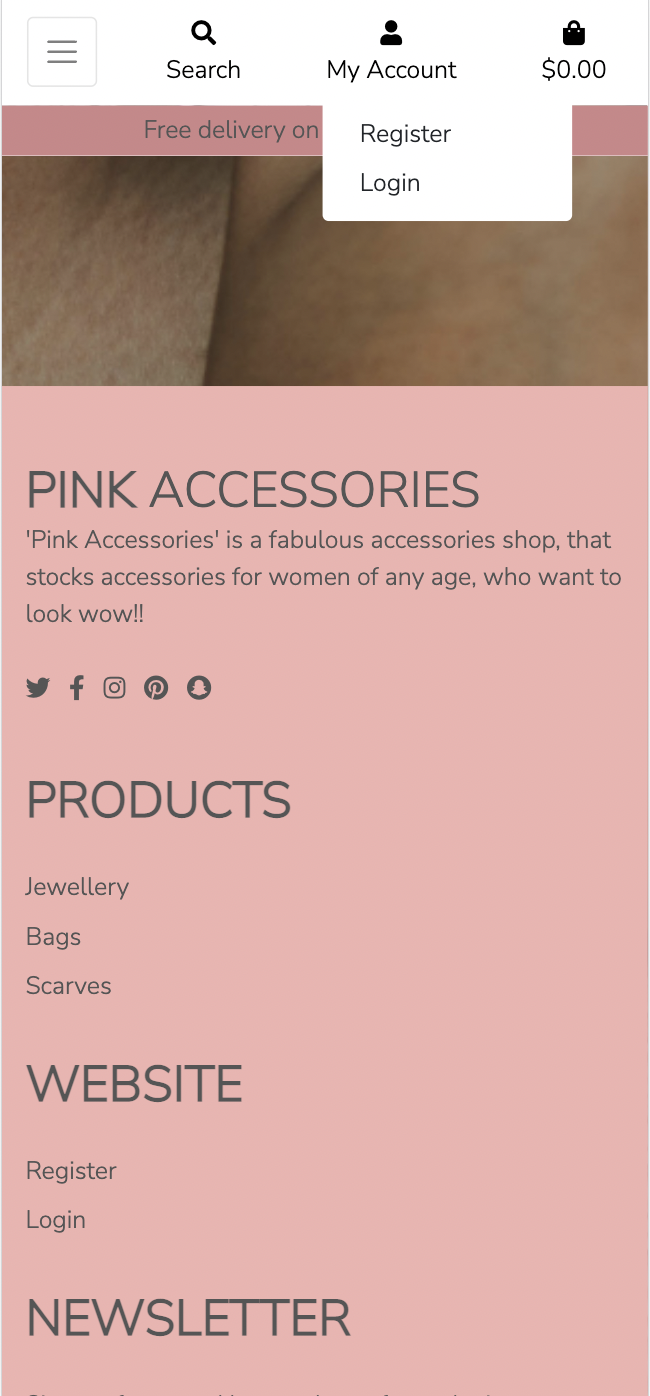 Search
My Account
$0.00
Free delivery on
Register
Login
PINK ACCESSORIES
'Pink Accessories' is a fabulous accessories shop, that
stocks accessories for women of any age, who want to
look wow!!
PRODUCTS
Jewellery
Bags
Scarves
WEBSITE
Register
Login
NEWSLETTER